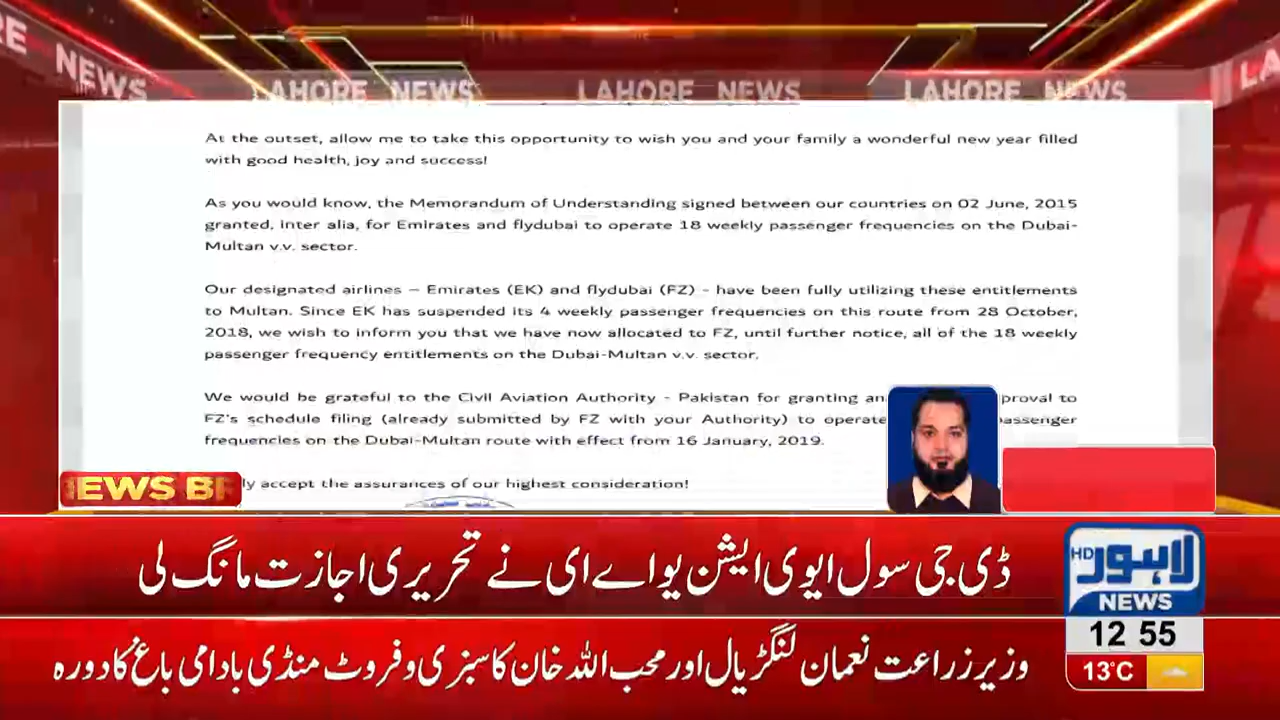 NEWS
LAHORE NEWS
LAHORE NEWS
LAHORE NEWS
At the outset, allow me to take this opportunity to wish you and your family a wonderful new year filled
with good health, joy and success!
As you would know, the Memorandum of Understanding signed between our countries on 02 June, 2015
granted, inter alia, for Emirates and flydubai to operate 18 weekly passenger frequencies on the Dubai-
Multan v.v. sector.
Our designated airlines – Emirates (EK) and flydubai (FZ) - have been fully utilizing these entitlements
to Multan. Since EK has suspended its 4 weekly passenger frequencies on this route from 28 October,
2018, we wish to inform you that we have now allocated to FZ, until further notice, all of the 18 weekly
passenger frequency entitlements on the Dubai-Multan v.v. sector.
We would be grateful to the Civil Aviation Authority - Pakistan for granting an proval to
FZ's schedule filing (already submitted by FZ with your Authority) to operate assenger
frequencies on the Dubai-Multan route with effect from 16 January, 2019.
ly accept the assurances of our highest consideration!
NEWS BR
ڈی جی سول ایوی ایشن یو اے ای نے تحریری اجازت مانگ لی
وزیر زراعت نعمان لنگڑیال اور محب اللہ خان کا سبزی و فروٹ منڈی بادامی باغ کا دورہ
HD لاہور
NEWS
12 55
13°C